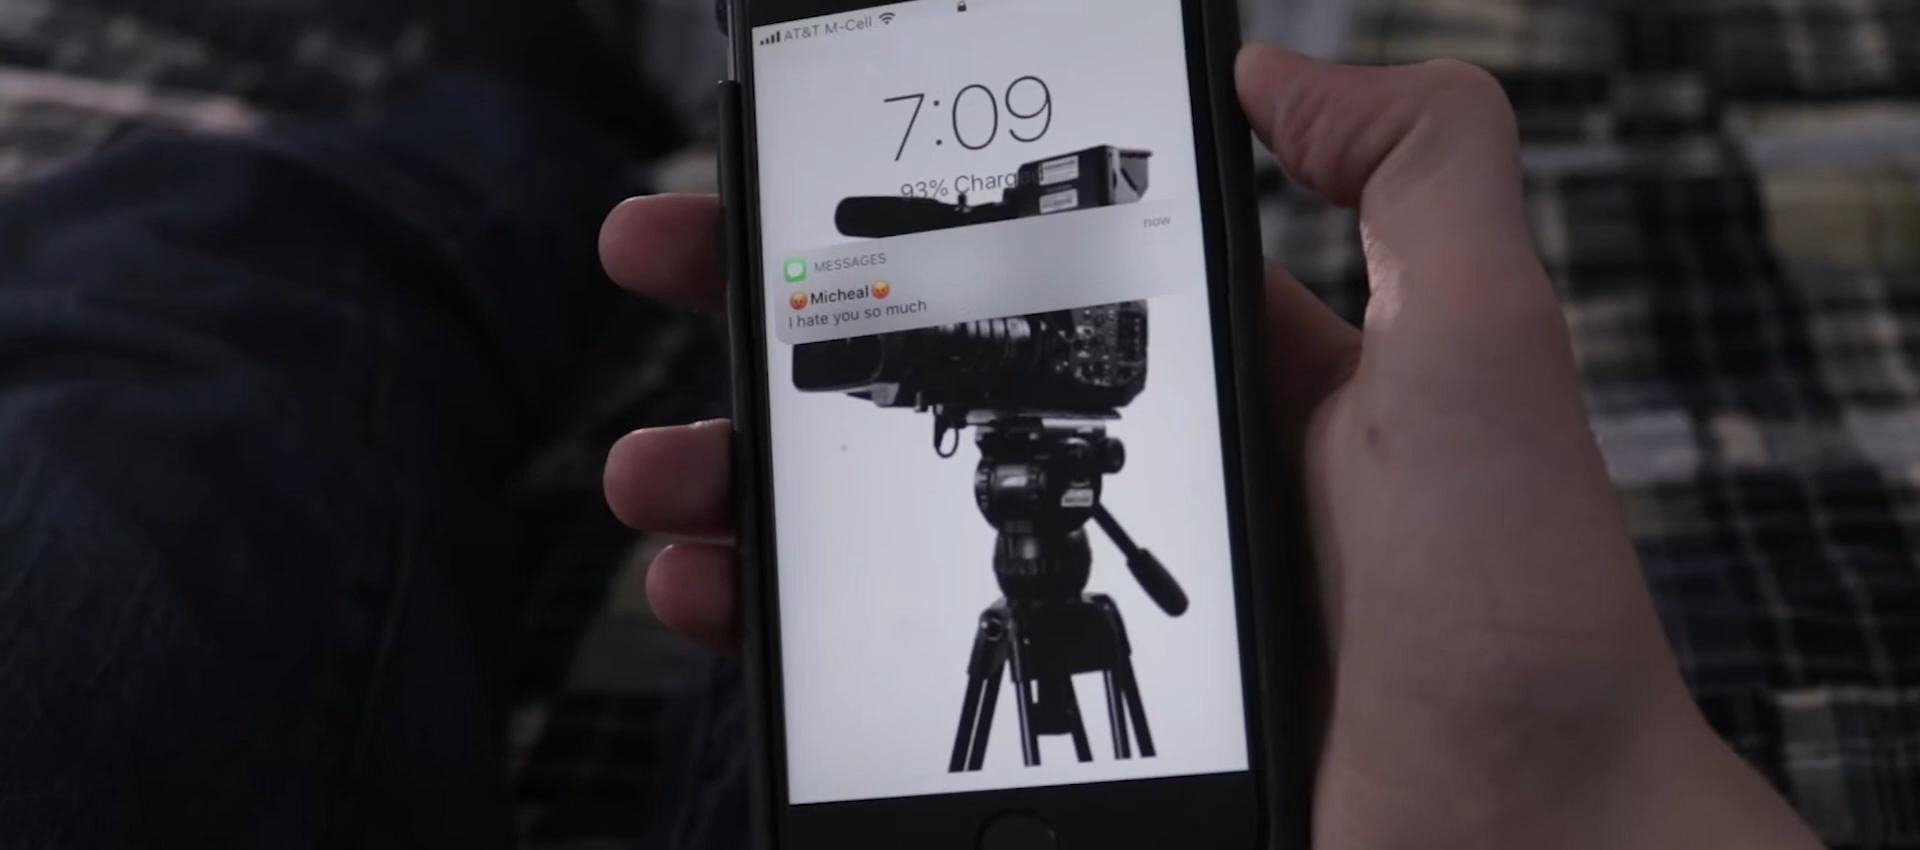 AT&T M-Cell
7:09
93% Charged
now
MESSAGES
😡Micheal😡
I hate you so much